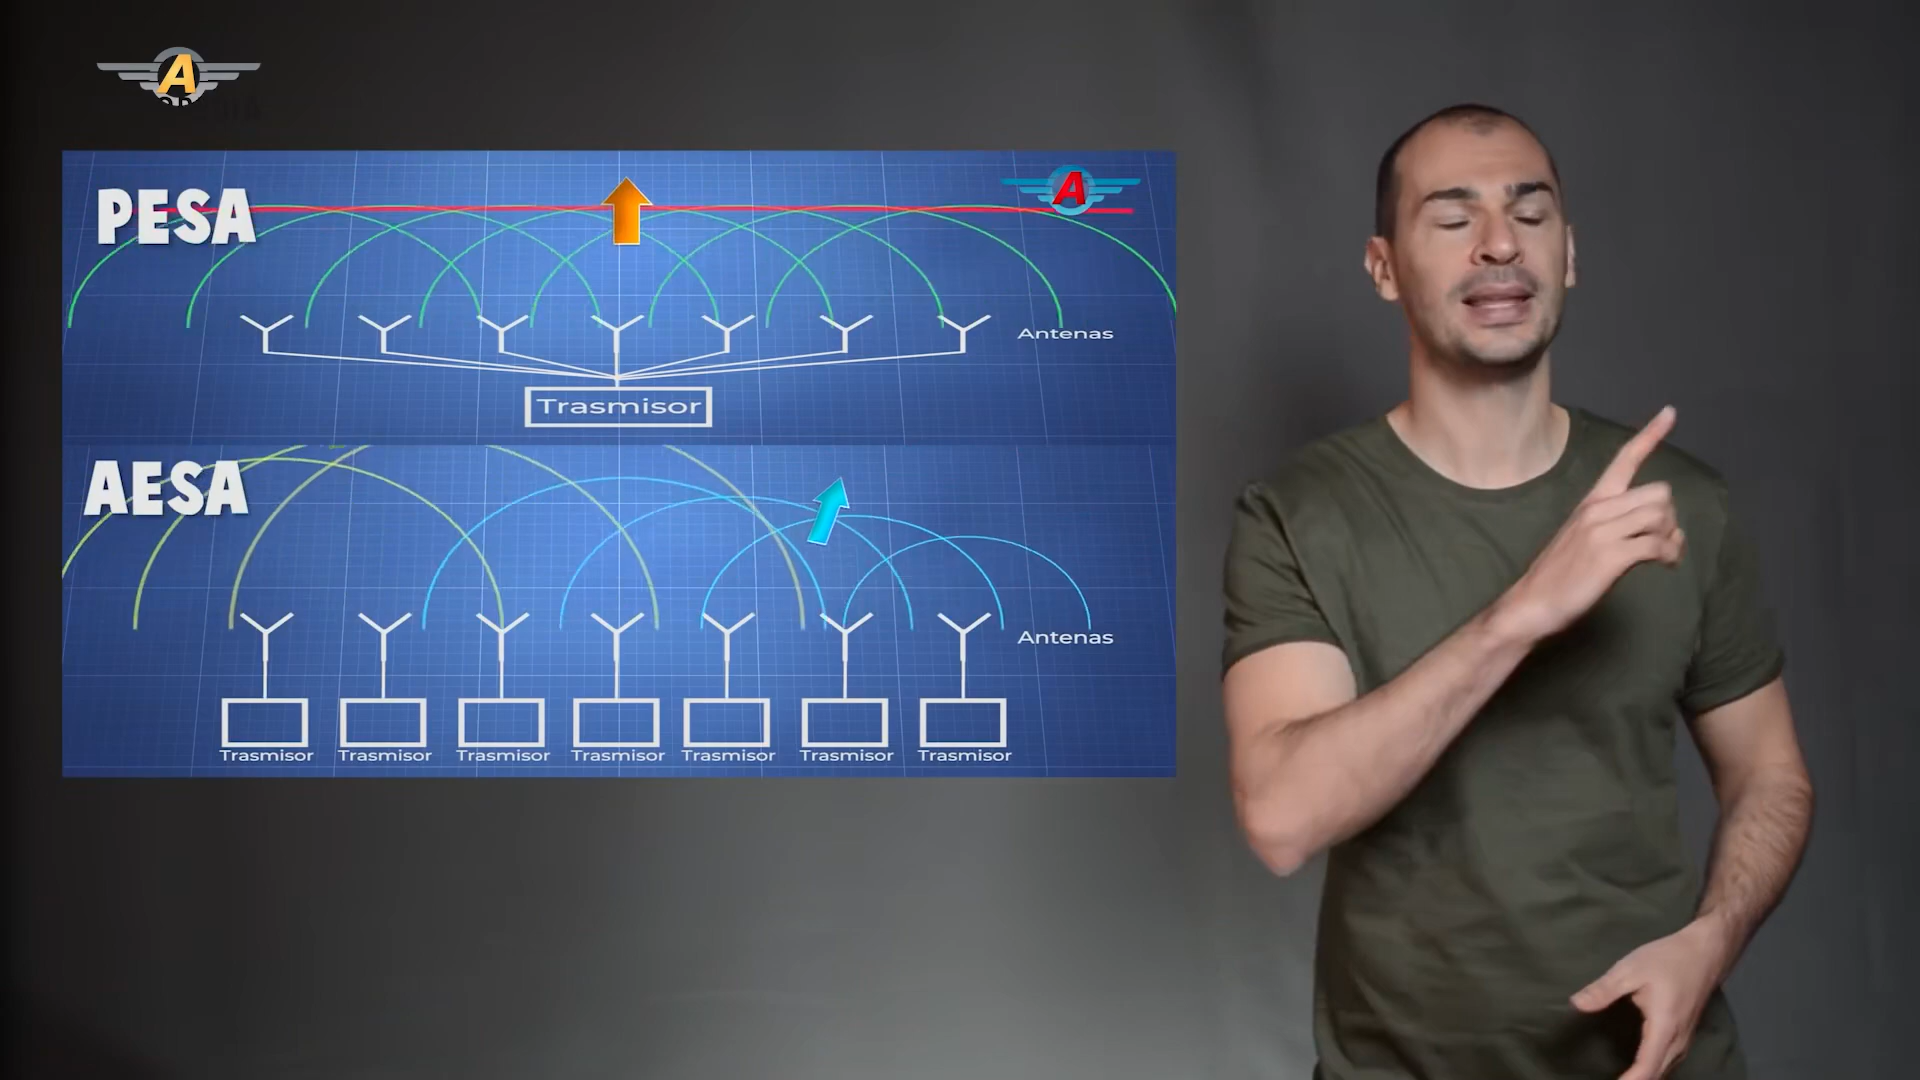 A
PESA
A
Antenas
Trasmisor
AESA
Antenas
Trasmisor Trasmisor Trasmisor Trasmisor Trasmisor Trasmisor Trasmisor